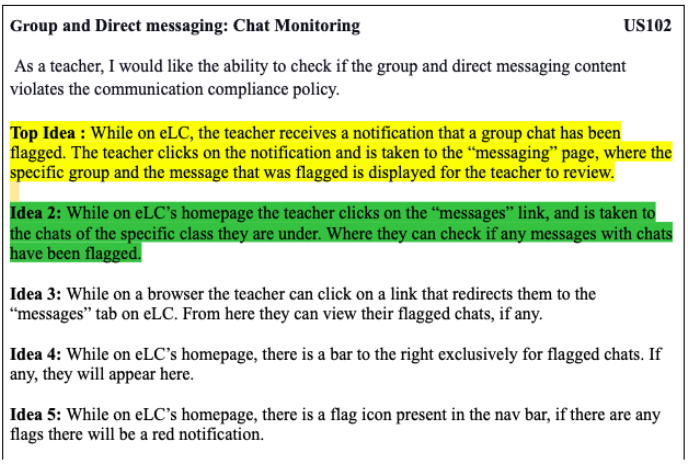 Group and Direct messaging: Chat Monitoring US102
As a teacher, I would like the ability to check if the group and direct messaging content
violates the communication compliance policy.
Top Idea : While on eLC, the teacher receives a notification that a group chat has been
flagged. The teacher clicks on the notification and is taken to the “messaging” page, where the
specific group and the message that was flagged is displayed for the teacher to review.
Idea 2: While on eLC’s homepage the teacher clicks on the “messages” link, and is taken to
the chats of the specific class they are under. Where they can check if any messages with chats
have been flagged.
Idea 3: While on a browser the teacher can click on a link that redirects them to the
“messages” tab on eLC. From here they can view their flagged chats, if any.
Idea 4: While on eLC’s homepage, there is a bar to the right exclusively for flagged chats. If
any, they will appear here.
Idea 5: While on eLC’s homepage, there is a flag icon present in the nav bar, if there are any
flags there will be a red notification.